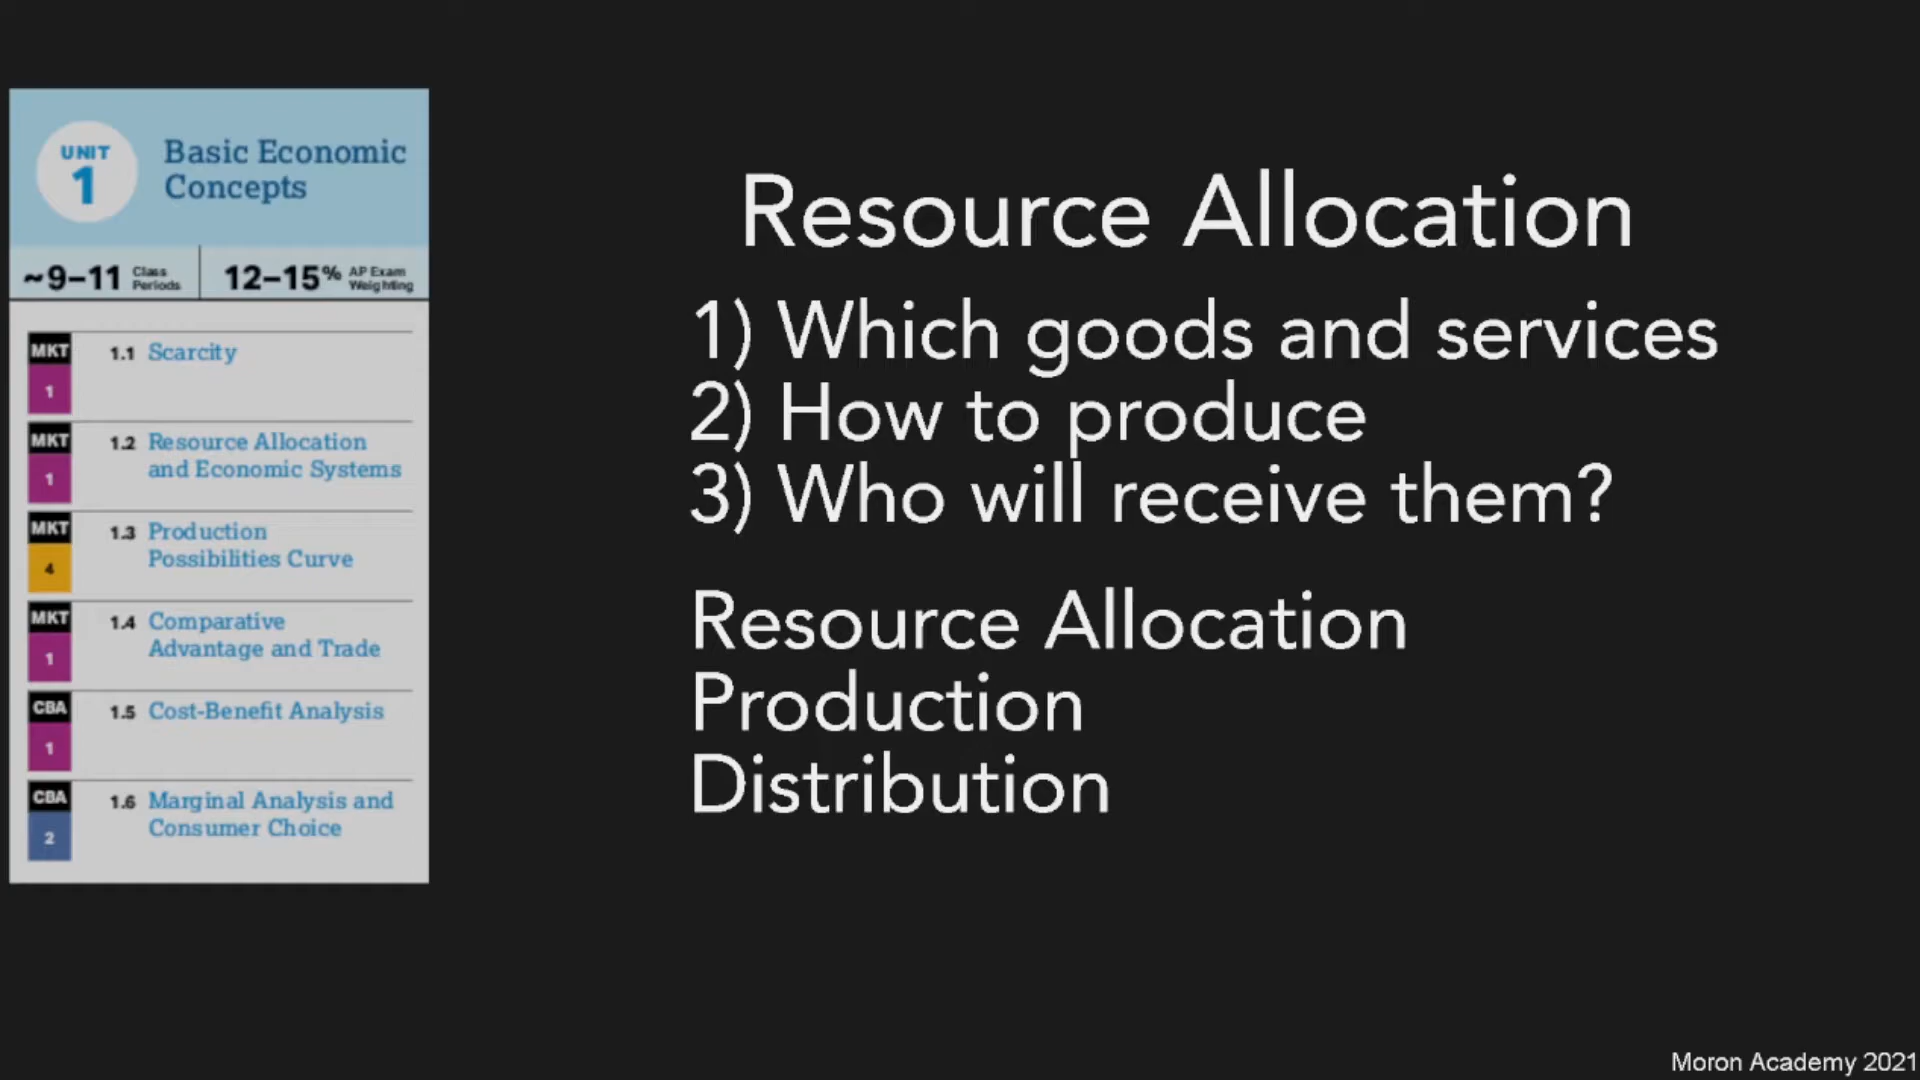 UNIT
1
Basic Economic
Concepts
~9–11 Class Periods
12–15% AP Exam Weighting
MKT
1
1.1 Scarcity
MKT
1
1.2 Resource Allocation
and Economic Systems
MKT
4
1.3 Production
Possibilities Curve
MKT
1
1.4 Comparative
Advantage and Trade
CBA
1
1.5 Cost-Benefit Analysis
CBA
2
1.6 Marginal Analysis and
Consumer Choice
Resource Allocation
1) Which goods and services
2) How to produce
3) Who will receive them?
Resource Allocation
Production
Distribution
Moron Academy 2021